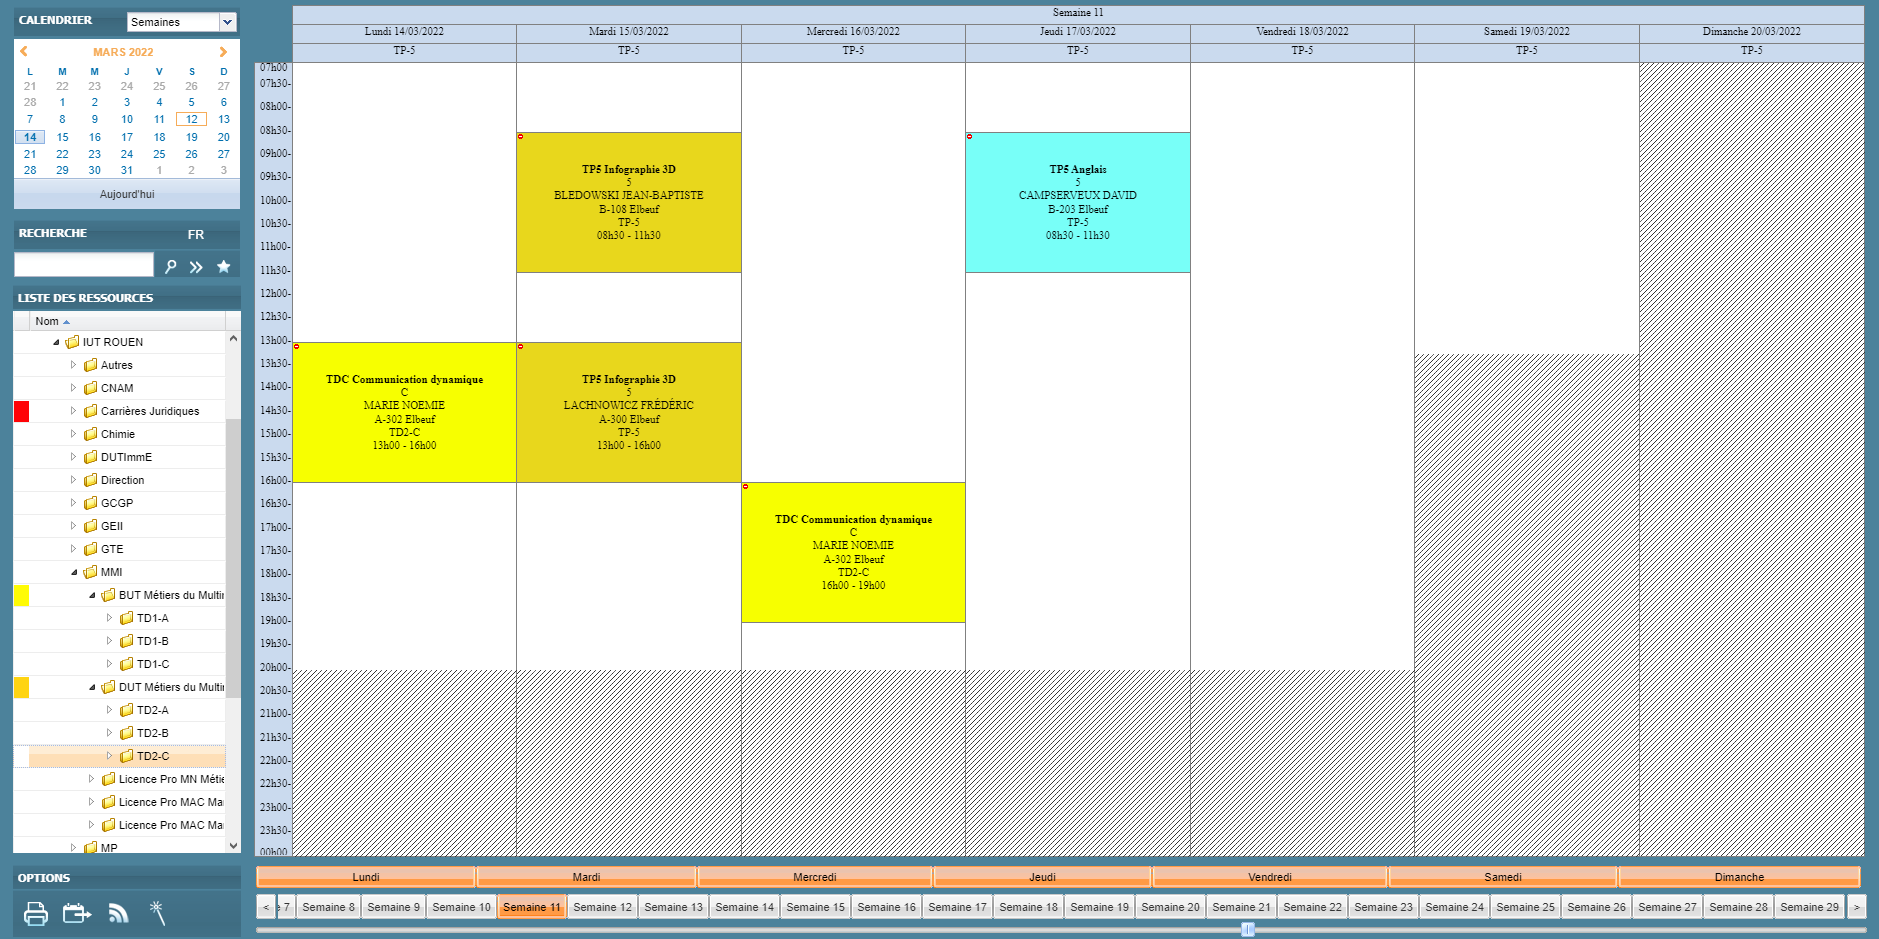 CALENDRIER
Semaines
MARS 2022
L M M J V S D
21 22 23 24 25 26 27
28 1 2 3 4 5 6
7 8 9 10 11 12 13
14 15 16 17 18 19 20
21 22 23 24 25 26 27
28 29 30 31 1 2 3
Aujourd'hui
RECHERCHE FR
LISTE DES RESSOURCES
Nom
IUT ROUEN
Autres
CNAM
Carrières Juridiques
Chimie
DUTImmE
Direction
GCGP
GEII
GTE
MMI
BUT Métiers du Multir
TD1-A
TD1-B
TD1-C
DUT Métiers du Multir
TD2-A
TD2-B
TD2-C
Licence Pro MN Métie
Licence Pro MAC Mar
Licence Pro MAC Mar
MP
OPTIONS
Semaine 11
Lundi 14/03/2022 Mardi 15/03/2022 Mercredi 16/03/2022 Jeudi 17/03/2022 Vendredi 18/03/2022 Samedi 19/03/2022 Dimanche 20/03/2022
TP-5 TP-5 TP-5 TP-5 TP-5 TP-5 TP-5
07h00
07h30-
08h00-
08h30-
09h00-
09h30-
10h00-
10h30-
11h00-
11h30-
12h00-
12h30-
13h00-
13h30-
14h00-
14h30-
15h00-
15h30-
16h00-
16h30-
17h00-
17h30-
18h00-
18h30-
19h00-
19h30-
20h00-
20h30-
21h00-
21h30-
22h00-
22h30-
23h00-
23h30-
00h00
TDC Communication dynamique
C
MARIE NOEMIE
A-302 Elbeuf
TD2-C
13h00 - 16h00
TP5 Infographie 3D
5
BLEDOWSKI JEAN-BAPTISTE
B-108 Elbeuf
TP-5
08h30 - 11h30
TP5 Infographie 3D
5
LACHNOWICZ FRÉDÉRIC
A-300 Elbeuf
TP-5
13h00 - 16h00
TDC Communication dynamique
C
MARIE NOEMIE
A-302 Elbeuf
TD2-C
16h00 - 19h00
TP5 Anglais
5
CAMPSERVEUX DAVID
B-203 Elbeuf
TP-5
08h30 - 11h30
Lundi Mardi Mercredi Jeudi Vendredi Samedi Dimanche
< 7 Semaine 8 Semaine 9 Semaine 10 Semaine 11 Semaine 12 Semaine 13 Semaine 14 Semaine 15 Semaine 16 Semaine 17 Semaine 18 Semaine 19 Semaine 20 Semaine 21 Semaine 22 Semaine 23 Semaine 24 Semaine 25 Semaine 26 Semaine 27 Semaine 28 Semaine 29 >